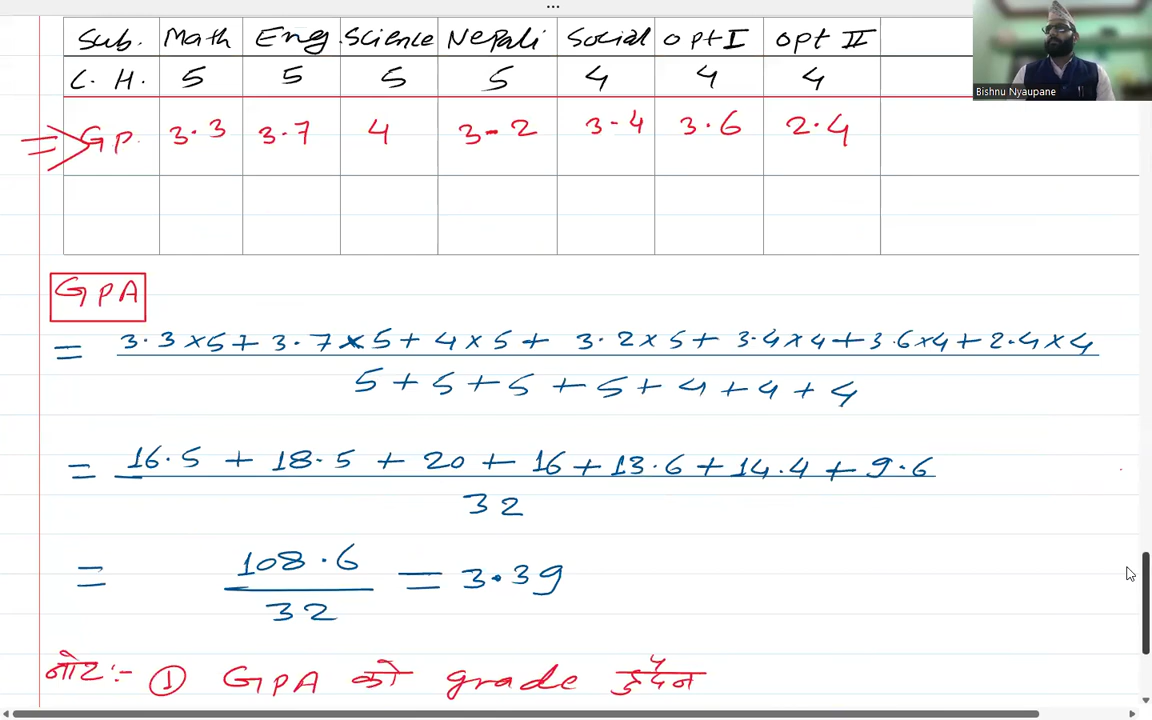 ...
Sub. Math Eng. Science Nepali Social opt I opt II
C. H. 5 5 5 5 4 4 4
Bishnu Nyaupane
⇒ GP. 3.3 3.7 4 3-2 3-4 3.6 2.4
GPA
= 3.3×5+3.7×5+4×5+3.2×5+3.4×4+3.6×4+2.4×4
5+5+5+5+4+4+4
= 16.5 + 18.5 + 20 + 16 + 13.6 + 14.4 + 9.6
32
= 108.6 = 3.39
32
नोट:- ① GPA को grade हुँदैन